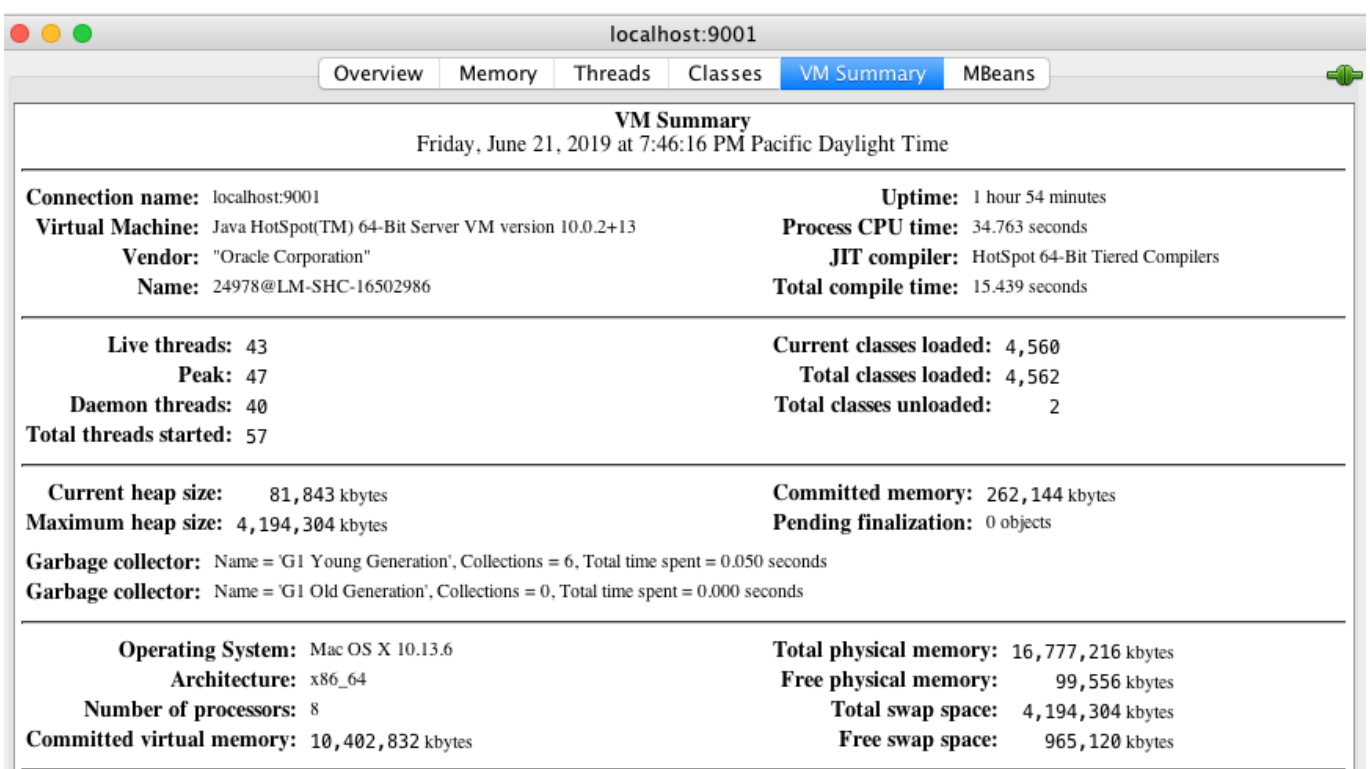 localhost:9001
Overview Memory Threads Classes VM Summary MBeans
VM Summary
Friday, June 21, 2019 at 7:46:16 PM Pacific Daylight Time
Connection name: localhost:9001
Virtual Machine: Java HotSpot(TM) 64-Bit Server VM version 10.0.2+13
Vendor: "Oracle Corporation"
Name: 24978@LM-SHC-16502986
Uptime: 1 hour 54 minutes
Process CPU time: 34.763 seconds
JIT compiler: HotSpot 64-Bit Tiered Compilers
Total compile time: 15.439 seconds
Live threads: 43
Peak: 47
Daemon threads: 40
Total threads started: 57
Current classes loaded: 4,560
Total classes loaded: 4,562
Total classes unloaded: 2
Current heap size: 81,843 kbytes
Maximum heap size: 4,194,304 kbytes
Committed memory: 262,144 kbytes
Pending finalization: 0 objects
Garbage collector: Name = 'G1 Young Generation', Collections = 6, Total time spent = 0.050 seconds
Garbage collector: Name = 'G1 Old Generation', Collections = 0, Total time spent = 0.000 seconds
Operating System: Mac OS X 10.13.6
Architecture: x86_64
Number of processors: 8
Committed virtual memory: 10,402,832 kbytes
Total physical memory: 16,777,216 kbytes
Free physical memory: 99,556 kbytes
Total swap space: 4,194,304 kbytes
Free swap space: 965,120 kbytes